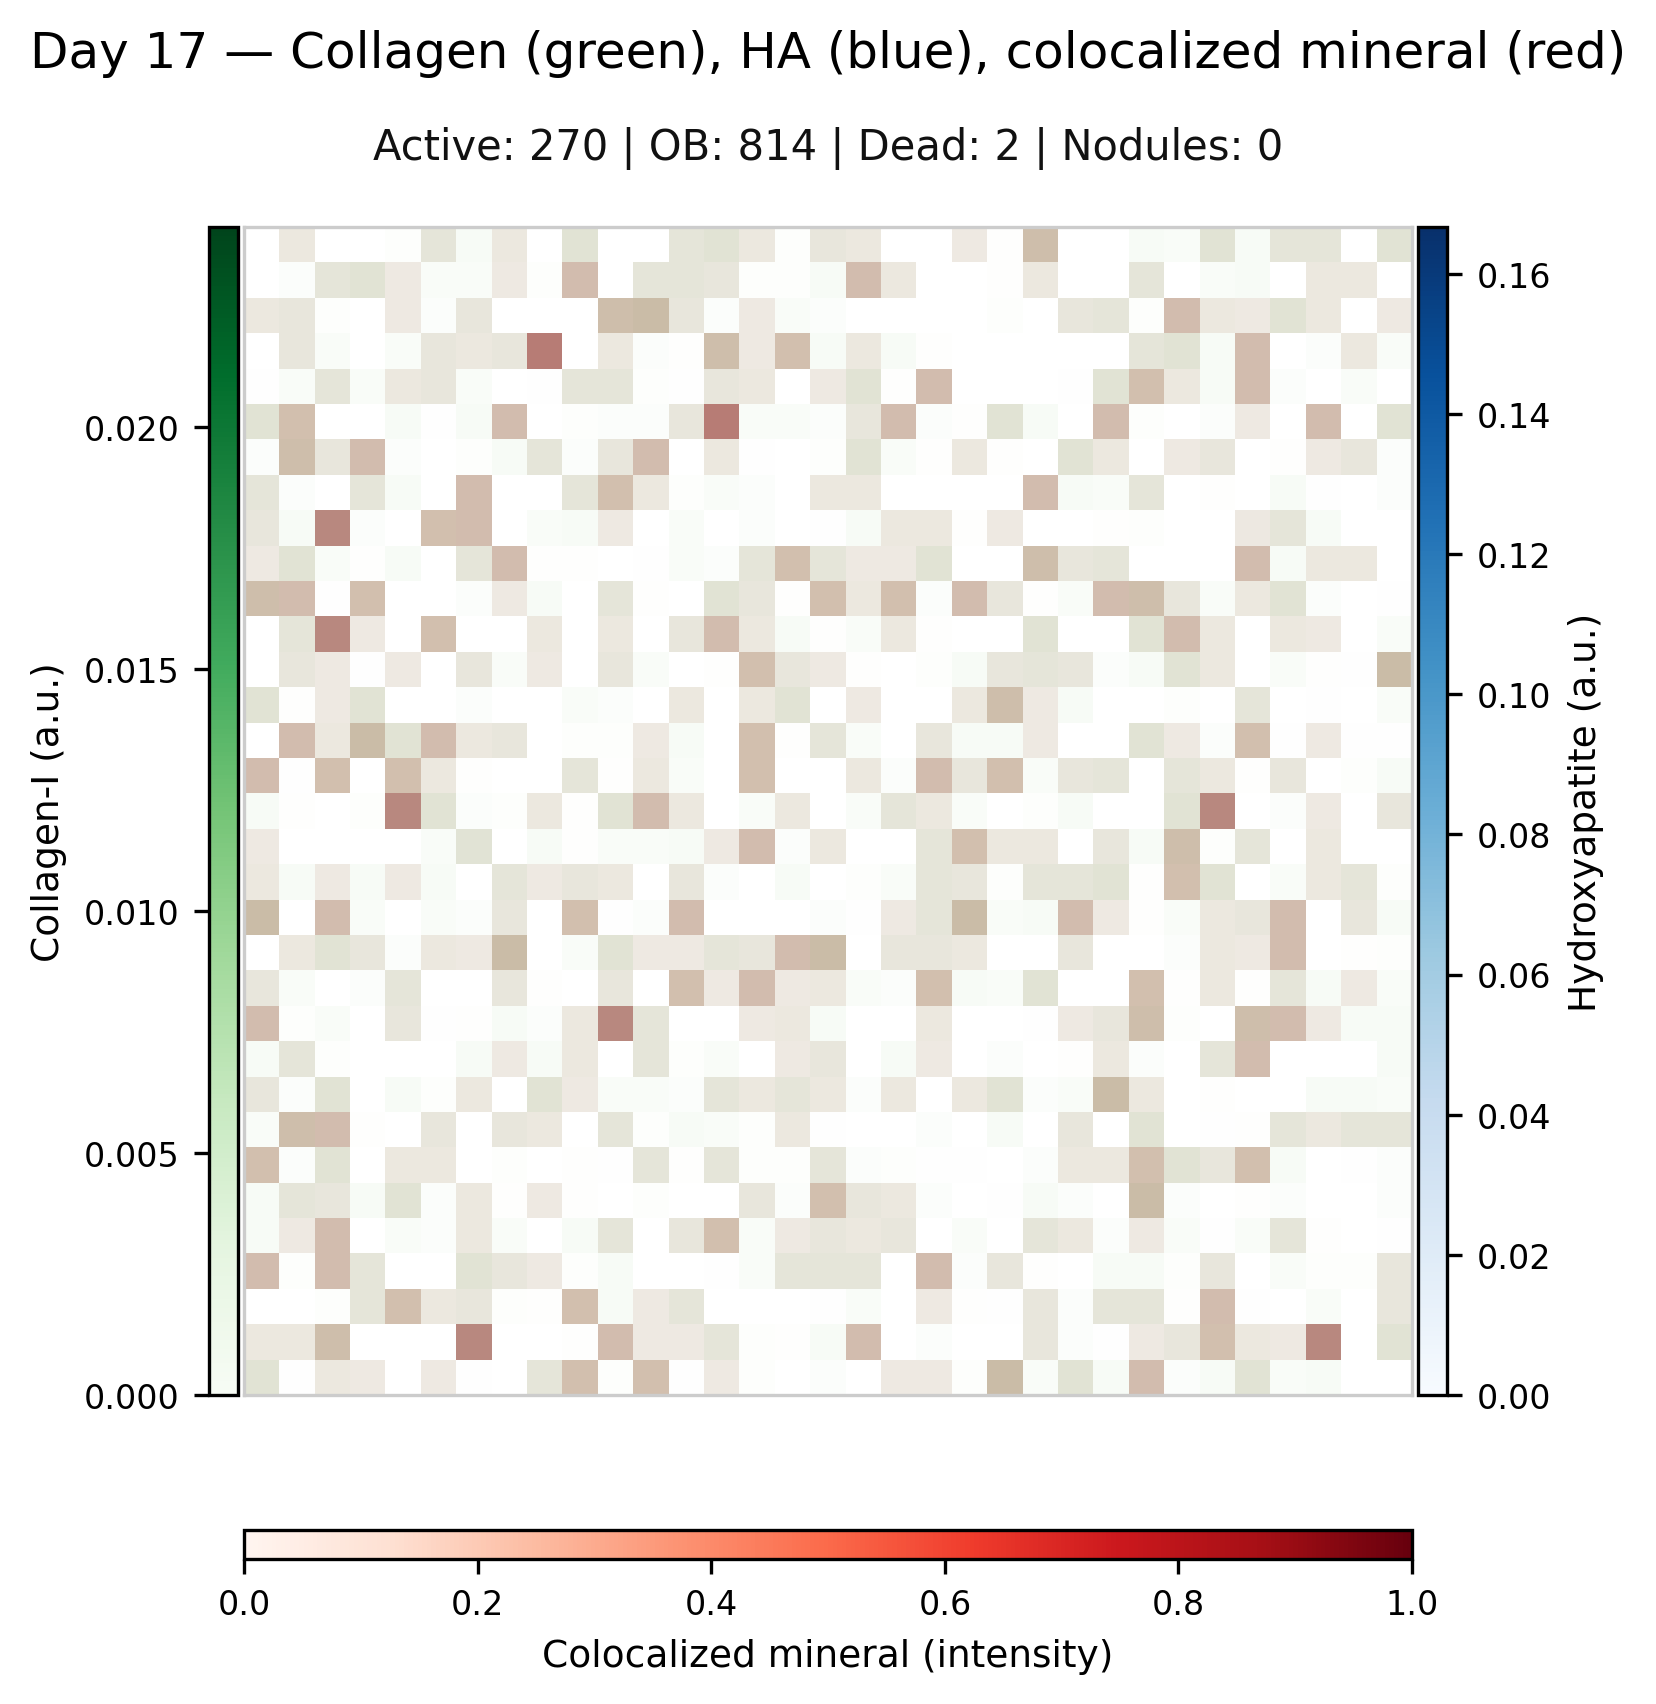 Day 17 — Collagen (green), HA (blue), colocalized mineral (red)
Active: 270 | OB: 814 | Dead: 2 | Nodules: 0
Collagen-I (a.u.)
0.020
0.015
0.010
0.005
0.000
0.16
0.14
0.12
0.10
0.08
0.06
0.04
0.02
0.00
Hydroxyapatite (a.u.)
0.0 0.2 0.4 0.6 0.8 1.0
Colocalized mineral (intensity)